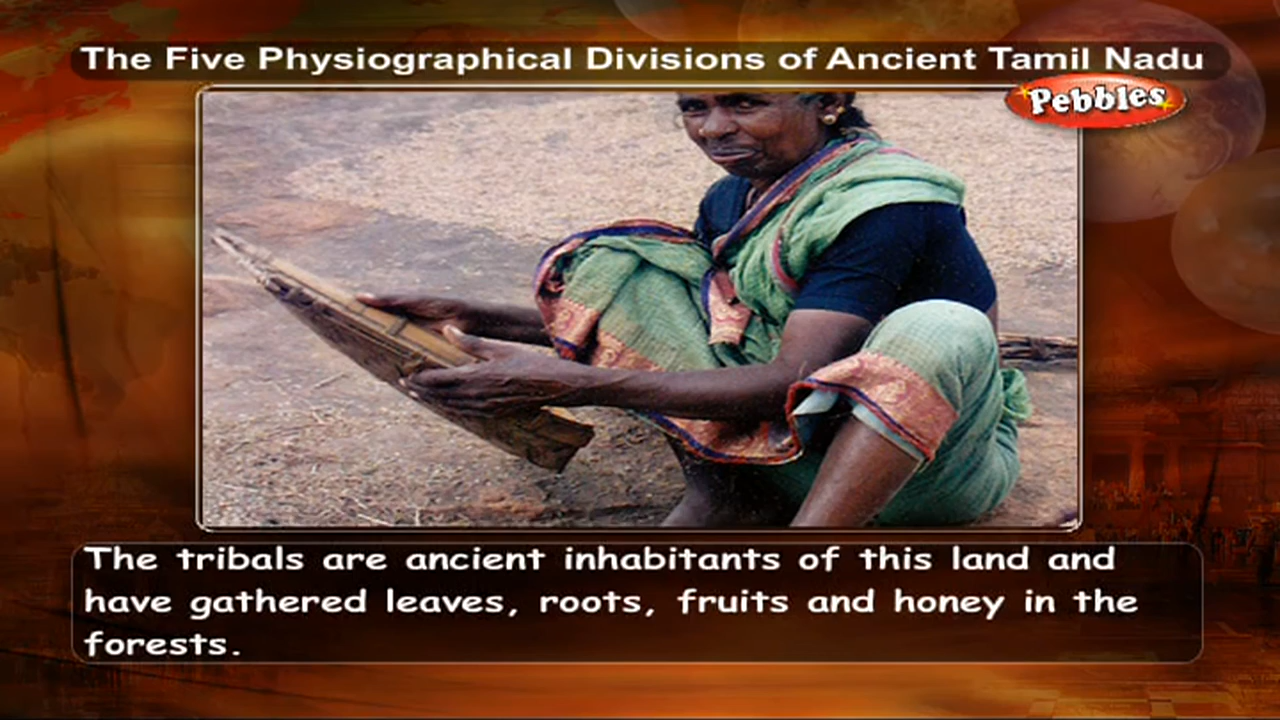 The Five Physiographical Divisions of Ancient Tamil Nadu
Pebbles
The tribals are ancient inhabitants of this land and
have gathered leaves, roots, fruits and honey in the
forests.